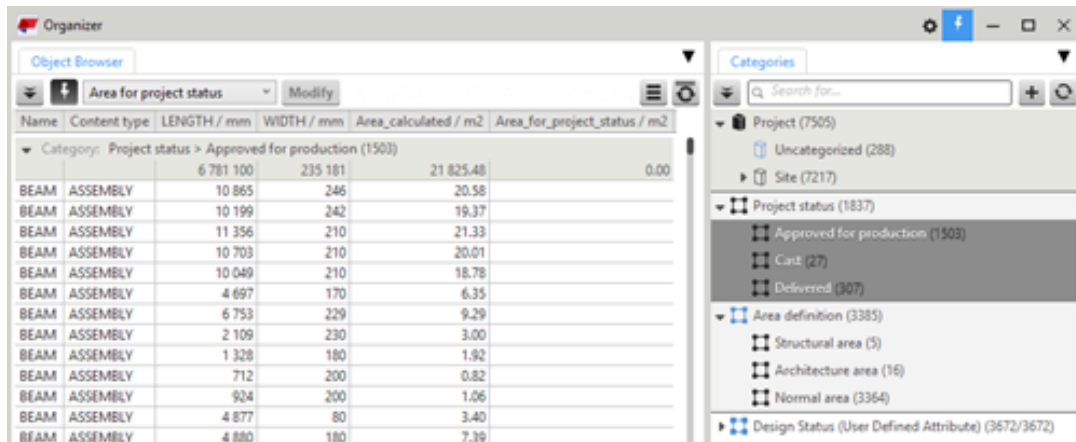 Organizer
Object Browser
Area for project status Modify
Name Content type LENGTH / mm WIDTH / mm Area_calculated / m2 Area_for_project_status / m2
Category: Project status > Approved for production (1503)
6 781 100 235 181 21 825.48 0.00
BEAM ASSEMBLY 10 865 246 20.58
BEAM ASSEMBLY 10 199 242 19.37
BEAM ASSEMBLY 11 356 210 21.33
BEAM ASSEMBLY 10 703 210 20.01
BEAM ASSEMBLY 10 049 210 18.78
BEAM ASSEMBLY 4 697 170 6.35
BEAM ASSEMBLY 6 753 229 9.29
BEAM ASSEMBLY 2 109 230 3.00
BEAM ASSEMBLY 1 328 180 1.92
BEAM ASSEMBLY 712 200 0.82
BEAM ASSEMBLY 924 200 1.06
BEAM ASSEMBLY 4 877 80 3.40
BEAM ASSEMBLY 4 880 180 7.39
Categories
Search for...
Project (7505)
Uncategorized (288)
Site (7217)
Project status (1837)
Approved for production (1503)
Cast (27)
Delivered (307)
Area definition (3385)
Structural area (5)
Architecture area (16)
Normal area (3364)
Design Status (User Defined Attribute) (3672/3672)